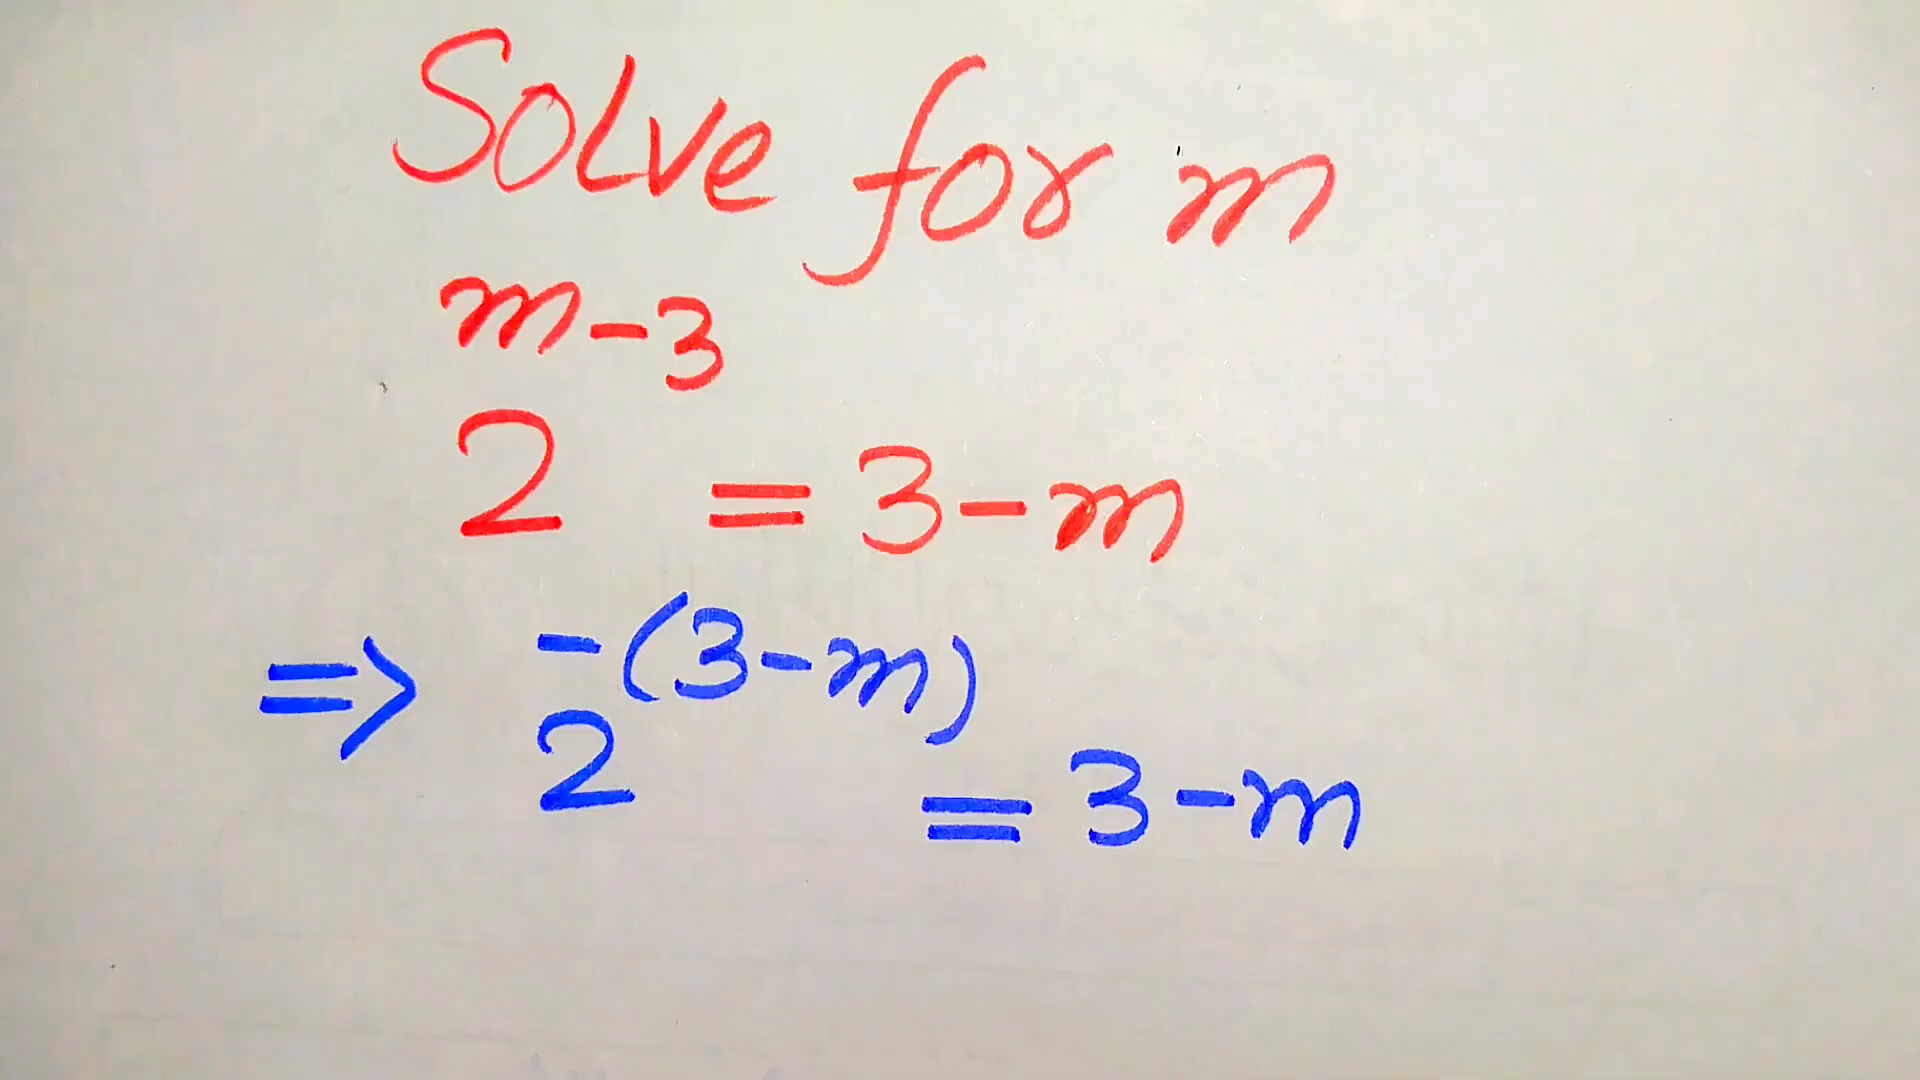 Solve for m
2^{m-3} = 3-m
⇒ 2^{-(3-m)} = 3-m